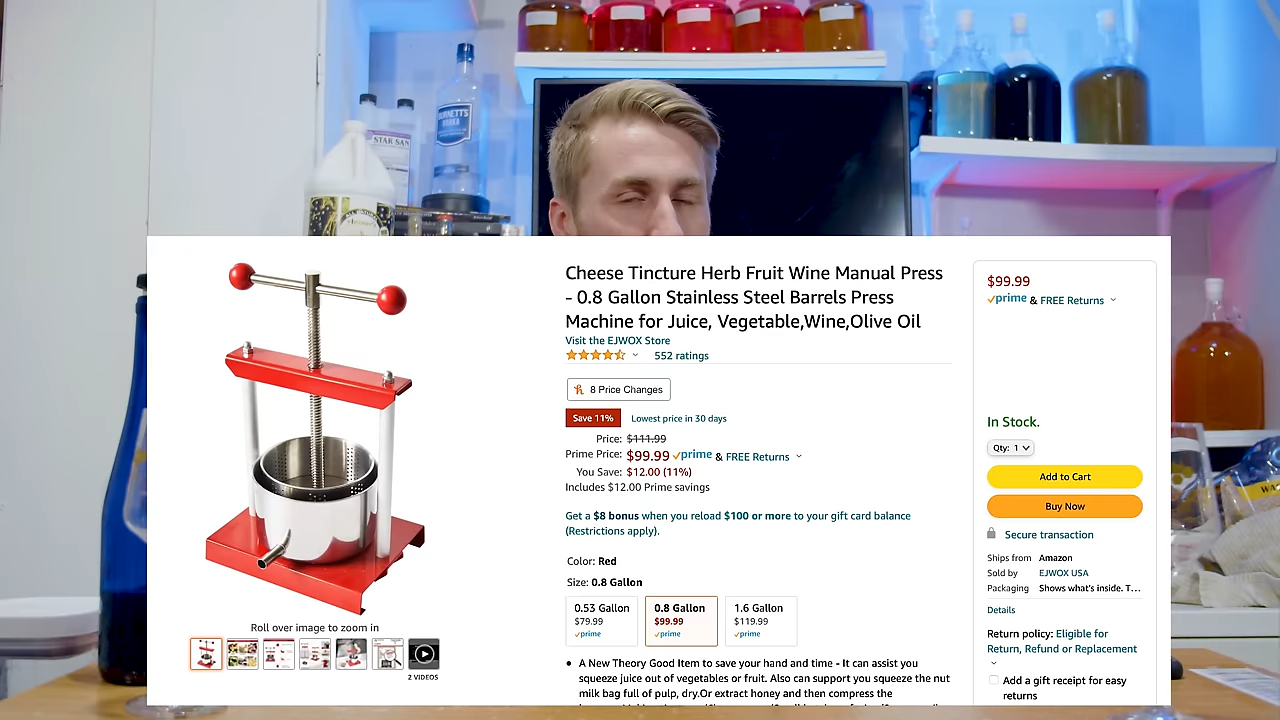 BURNETT'S
VODKA
STAR SAN
Cheese Tincture Herb Fruit Wine Manual Press
- 0.8 Gallon Stainless Steel Barrels Press
Machine for Juice, Vegetable,Wine,Olive Oil
Visit the EJWOX Store
552 ratings
8 Price Changes
Save 11% Lowest price in 30 days
Price: $111.99
Prime Price: $99.99 prime & FREE Returns
You Save: $12.00 (11%)
Includes $12.00 Prime savings
Get a $8 bonus when you reload $100 or more to your gift card balance
(Restrictions apply).
Color: Red
Size: 0.8 Gallon
0.53 Gallon
$79.99
prime
0.8 Gallon
$99.99
prime
1.6 Gallon
$119.99
prime
• A New Theory Good Item to save your hand and time - It can assist you
squeeze juice out of vegetables or fruit. Also can support you squeeze the nut
milk bag full of pulp, dry.Or extract honey and then compress the
Roll over image to zoom in
2 VIDEOS
$99.99
prime & FREE Returns
In Stock.
Qty: 1
Add to Cart
Buy Now
Secure transaction
Ships from Amazon
Sold by EJWOX USA
Packaging Shows what's inside. T…
Details
Return policy: Eligible for
Return, Refund or Replacement
Add a gift receipt for easy
returns